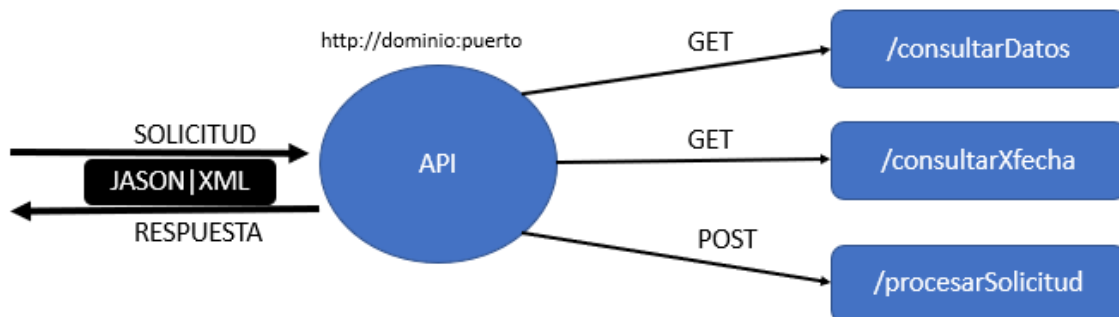 http://dominio:puerto
SOLICITUD
JASON|XML
RESPUESTA
API
GET
/consultarDatos
GET
/consultarXfecha
POST
/procesarSolicitud